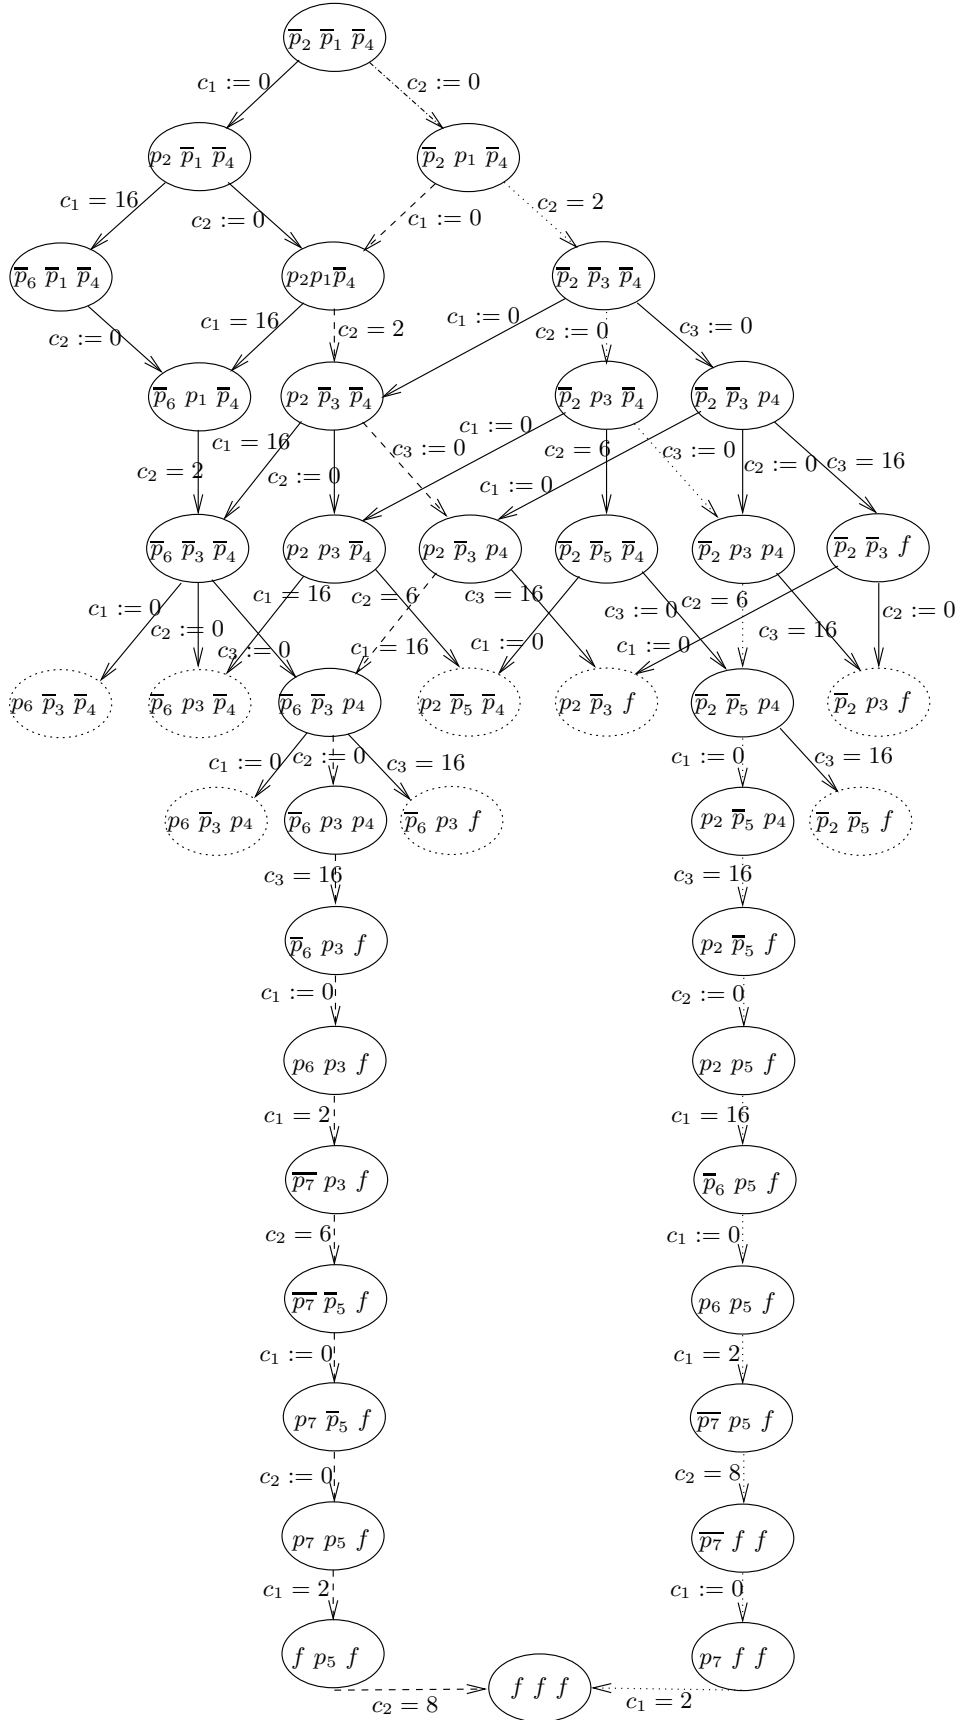 p̅₂ p̅₁ p̅₄
c₁ := 0 c₂ := 0
p₂ p̅₁ p̅₄ p̅₂ p₁ p̅₄
c₁ = 16 c₂ := 0 c₁ := 0 c₂ = 2
p̅₆ p̅₁ p̅₄ p₂p₁p̅₄ p̅₂ p̅₃ p̅₄
c₂ := 0 c₁ = 16 c₂ = 2 c₁ := 0 c₂ := 0 c₃ := 0
p̅₆ p₁ p̅₄ p₂ p̅₃ p̅₄ p̅₂ p₃ p̅₄ p̅₂ p̅₃ p₄
c₂ = 2 c₁ = 16 c₂ := 0 c₃ := 0 c₁ := 0 c₁ := 0 c₂ = 6 c₃ := 0 c₂ := 0 c₃ = 16
p̅₆ p̅₃ p̅₄ p₂ p₃ p̅₄ p₂ p̅₃ p₄ p̅₂ p̅₅ p̅₄ p̅₂ p₃ p₄ p̅₂ p̅₃ f
c₁ := 0 c₂ := 0 c₃ := 0 c₁ = 16 c₂ = 6 c₁ = 16 c₃ = 16 c₁ := 0 c₃ := 0 c₁ := 0 c₂ = 6 c₃ = 16 c₂ := 0
p₆ p̅₃ p̅₄ p̅₆ p₃ p̅₄ p̅₆ p̅₃ p₄ p₂ p̅₅ p̅₄ p₂ p̅₃ f p̅₂ p̅₅ p₄ p̅₂ p₃ f
c₁ := 0 c₂ := 0 c₃ = 16 c₁ := 0 c₃ = 16
p₆ p̅₃ p₄ p̅₆ p₃ p₄ p̅₆ p₃ f p₂ p̅₅ p₄ p̅₂ p̅₅ f
c₃ = 16 c₃ = 16
p̅₆ p₃ f p₂ p̅₅ f
c₁ := 0 c₂ := 0
p₆ p₃ f p₂ p₅ f
c₁ = 2 c₁ = 16
p̅₇ p₃ f p̅₆ p₅ f
c₂ = 6 c₁ := 0
p̅₇ p̅₅ f p₆ p₅ f
c₁ := 0 c₁ = 2
p₇ p̅₅ f p̅₇ p₅ f
c₂ := 0 c₂ = 8
p₇ p₅ f p̅₇ f f
c₁ = 2 c₁ := 0
f p₅ f p₇ f f
f f f
c₂ = 8 c₁ = 2